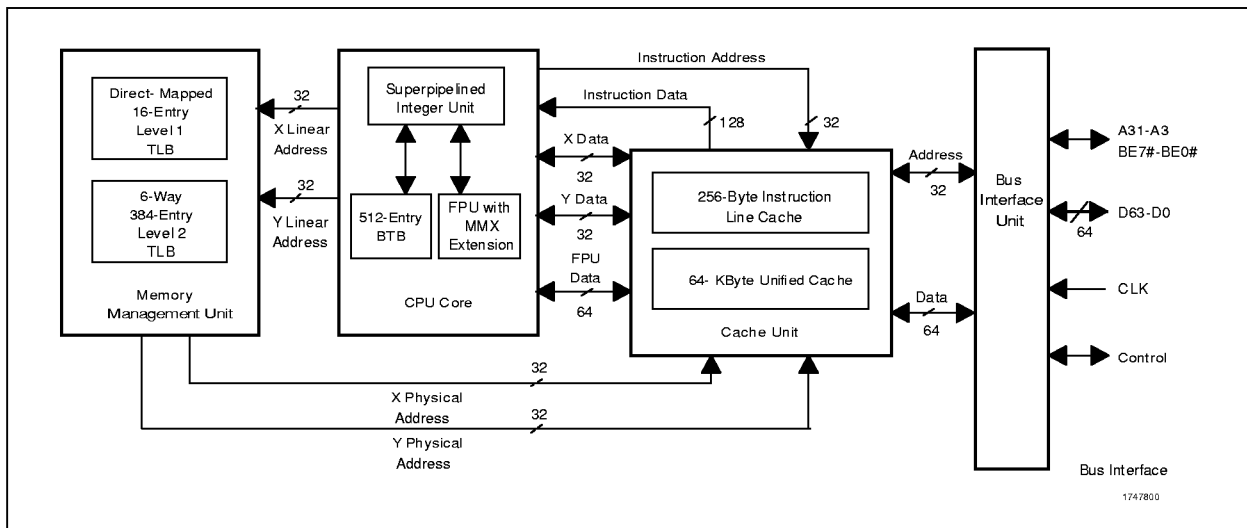 Direct- Mapped
16-Entry
Level 1
TLB
6-Way
384-Entry
Level 2
TLB
Memory
Management Unit
32
X Linear
Address
32
Y Linear
Address
Superpipelined
Integer Unit
512-Entry
BTB
FPU with
MMX
Extension
CPU Core
Instruction Address
Instruction Data
128
32
X Data
32
Y Data
32
FPU
Data
64
256-Byte Instruction
Line Cache
64- KByte Unified Cache
Cache Unit
Address
32
Data
64
Bus
Interface
Unit
A31-A3
BE7#-BE0#
D63-D0
64
CLK
Control
32
X Physical
Address
32
Y Physical
Address
Bus Interface
1747800